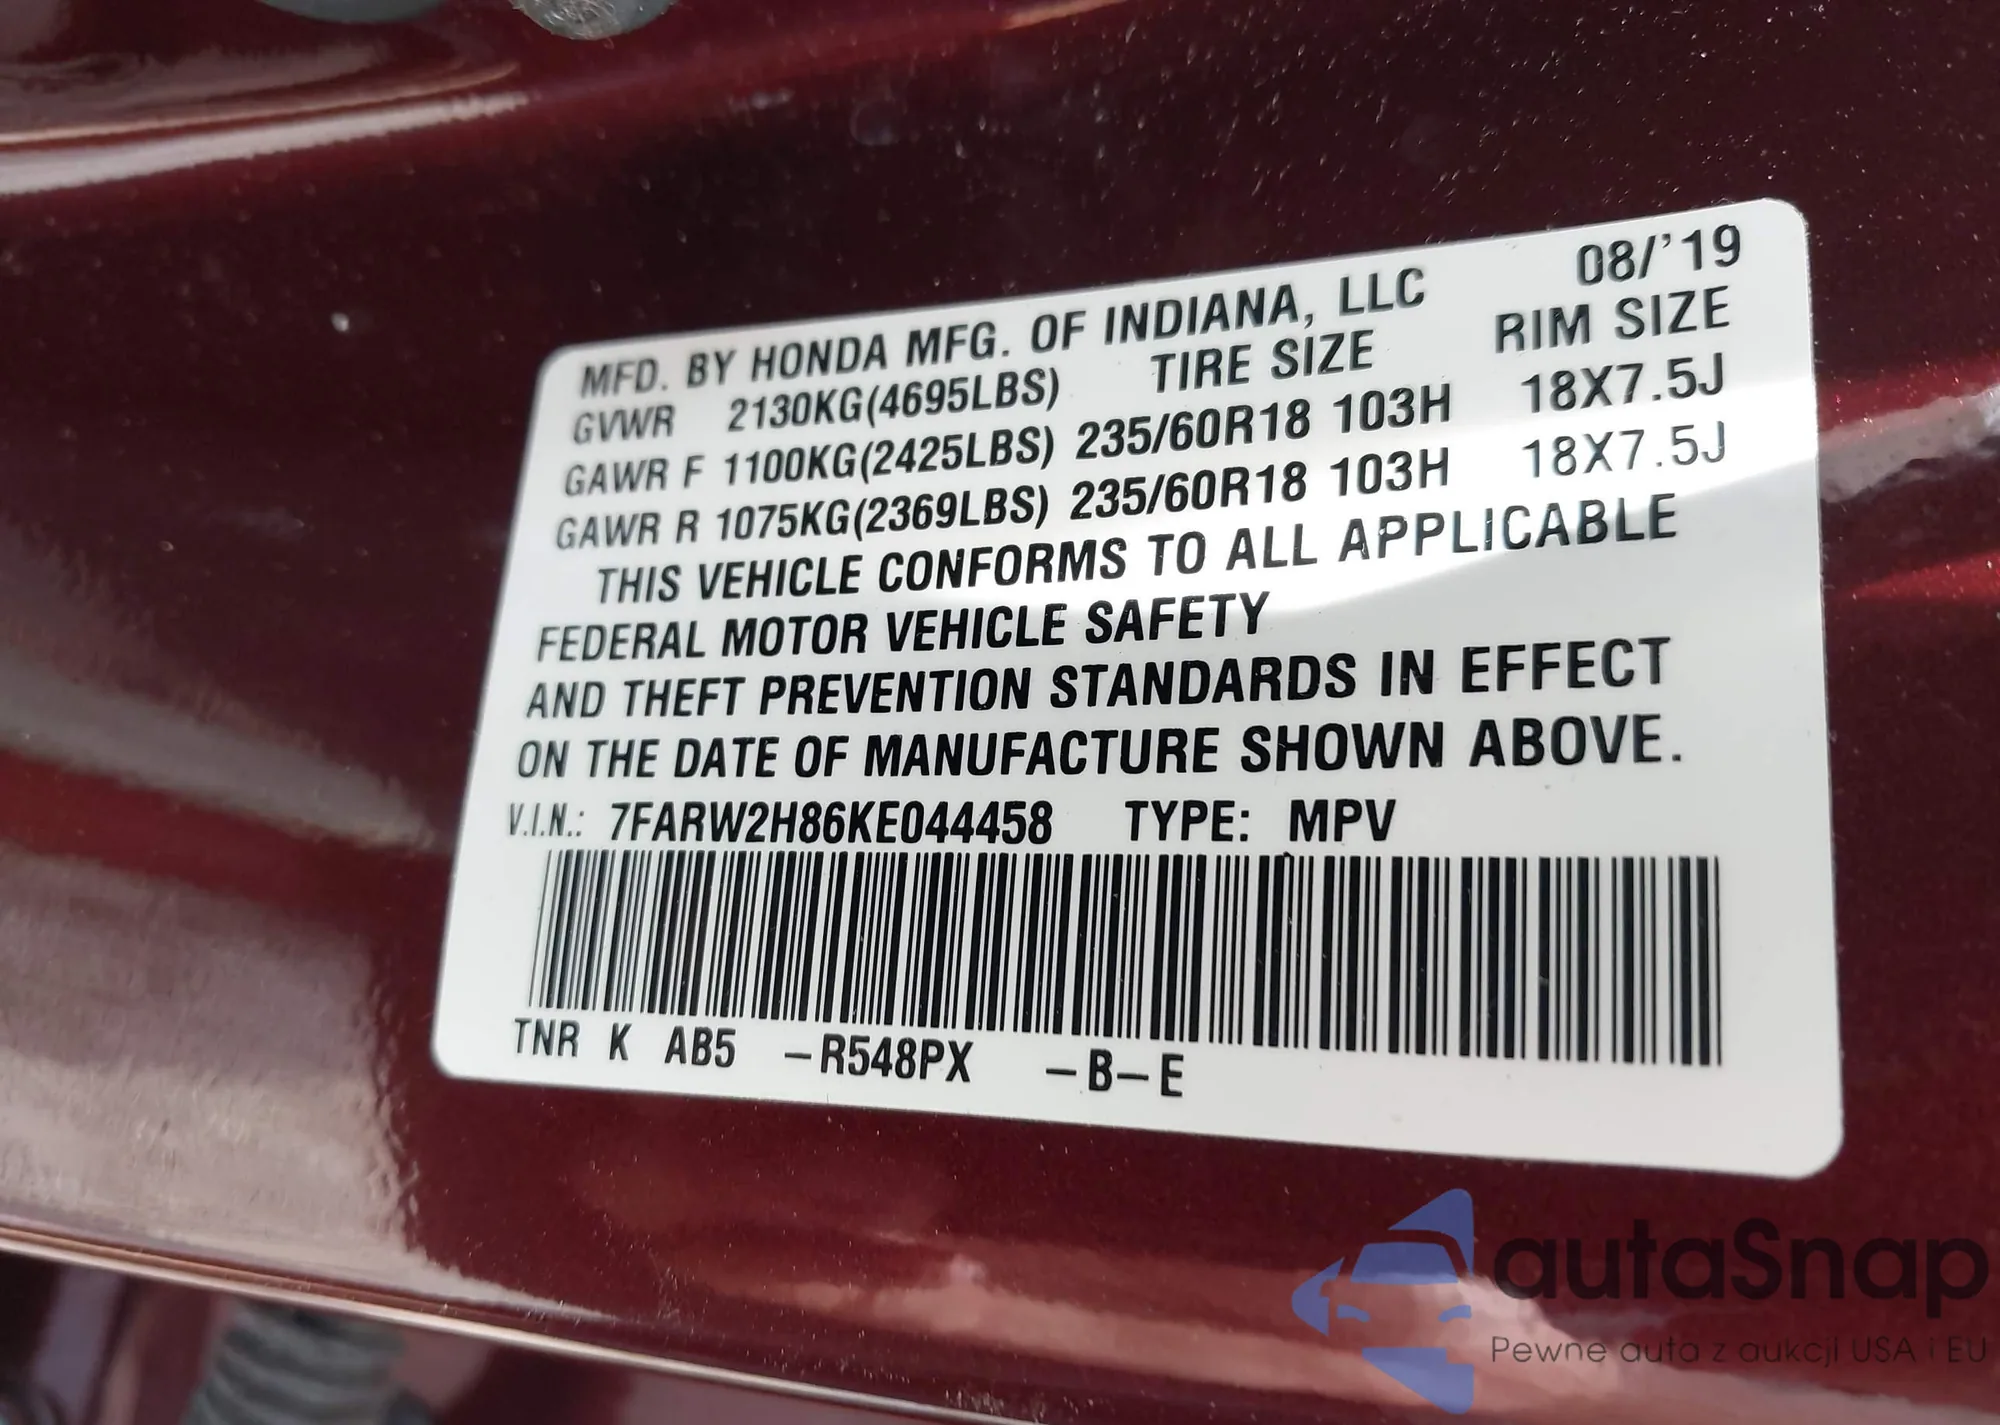 MFD. BY HONDA MFG. OF INDIANA, LLC 08/'19
GVWR 2130KG(4695LBS) TIRE SIZE RIM SIZE
GAWR F 1100KG(2425LBS) 235/60R18 103H 18X7.5J
GAWR R 1075KG(2369LBS) 235/60R18 103H 18X7.5J
THIS VEHICLE CONFORMS TO ALL APPLICABLE
FEDERAL MOTOR VEHICLE SAFETY
AND THEFT PREVENTION STANDARDS IN EFFECT
ON THE DATE OF MANUFACTURE SHOWN ABOVE.
V.I.N.: 7FARW2H86KE044458 TYPE: MPV
TNR K AB5 –R548PX –B–E
autaSnap
Pewne auta z aukcji USA i EU